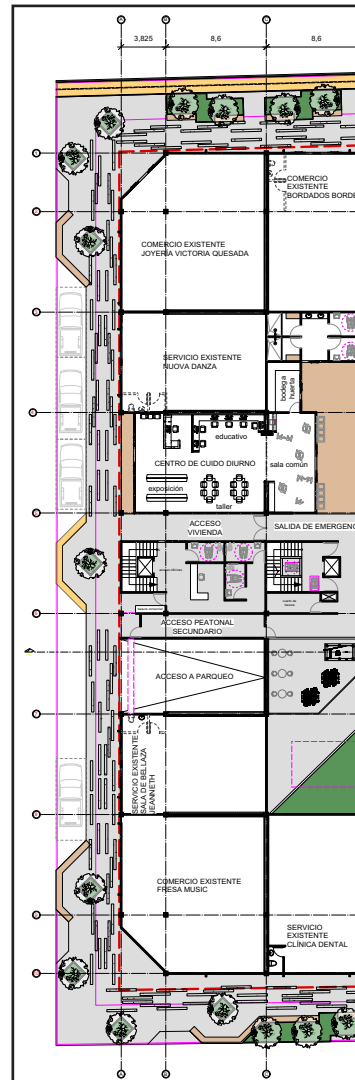 3,825
8,6
8,6
COMERCIO
EXISTENTE
BORDADOS BORDE
COMERCIO EXISTENTE
JOYERÍA VICTORIA QUESADA
SERVICIO EXISTENTE
NUOVA DANZA
bodega
huerta
educativo
CENTRO DE CUIDO DIURNO
sala común
exposición
taller
ACCESO
VIVIENDA
SALIDA DE EMERGENC
ACCESO PEATONAL
SECUNDARIO
ACCESO A PARQUEO
SERVICIO EXISTENTE
SALA DE BELLAZA
JEANNETH
COMERCIO EXISTENTE
FRESA MUSIC
SERVICIO
EXISTENTE
CLÍNICA DENTAL